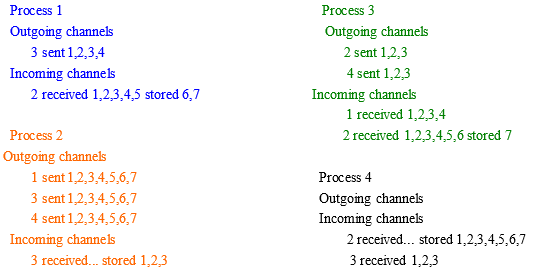 Process 1
Outgoing channels
3 sent 1,2,3,4
Incoming channels
2 received 1,2,3,4,5 stored 6,7
Process 2
Outgoing channels
1 sent 1,2,3,4,5,6,7
3 sent 1,2,3,4,5,6,7
4 sent 1,2,3,4,5,6,7
Incoming channels
3 received... stored 1,2,3
Process 3
Outgoing channels
2 sent 1,2,3
4 sent 1,2,3
Incoming channels
1 received 1,2,3,4
2 received 1,2,3,4,5,6 stored 7
Process 4
Outgoing channels
Incoming channels
2 received... stored 1,2,3,4,5,6,7
3 received 1,2,3